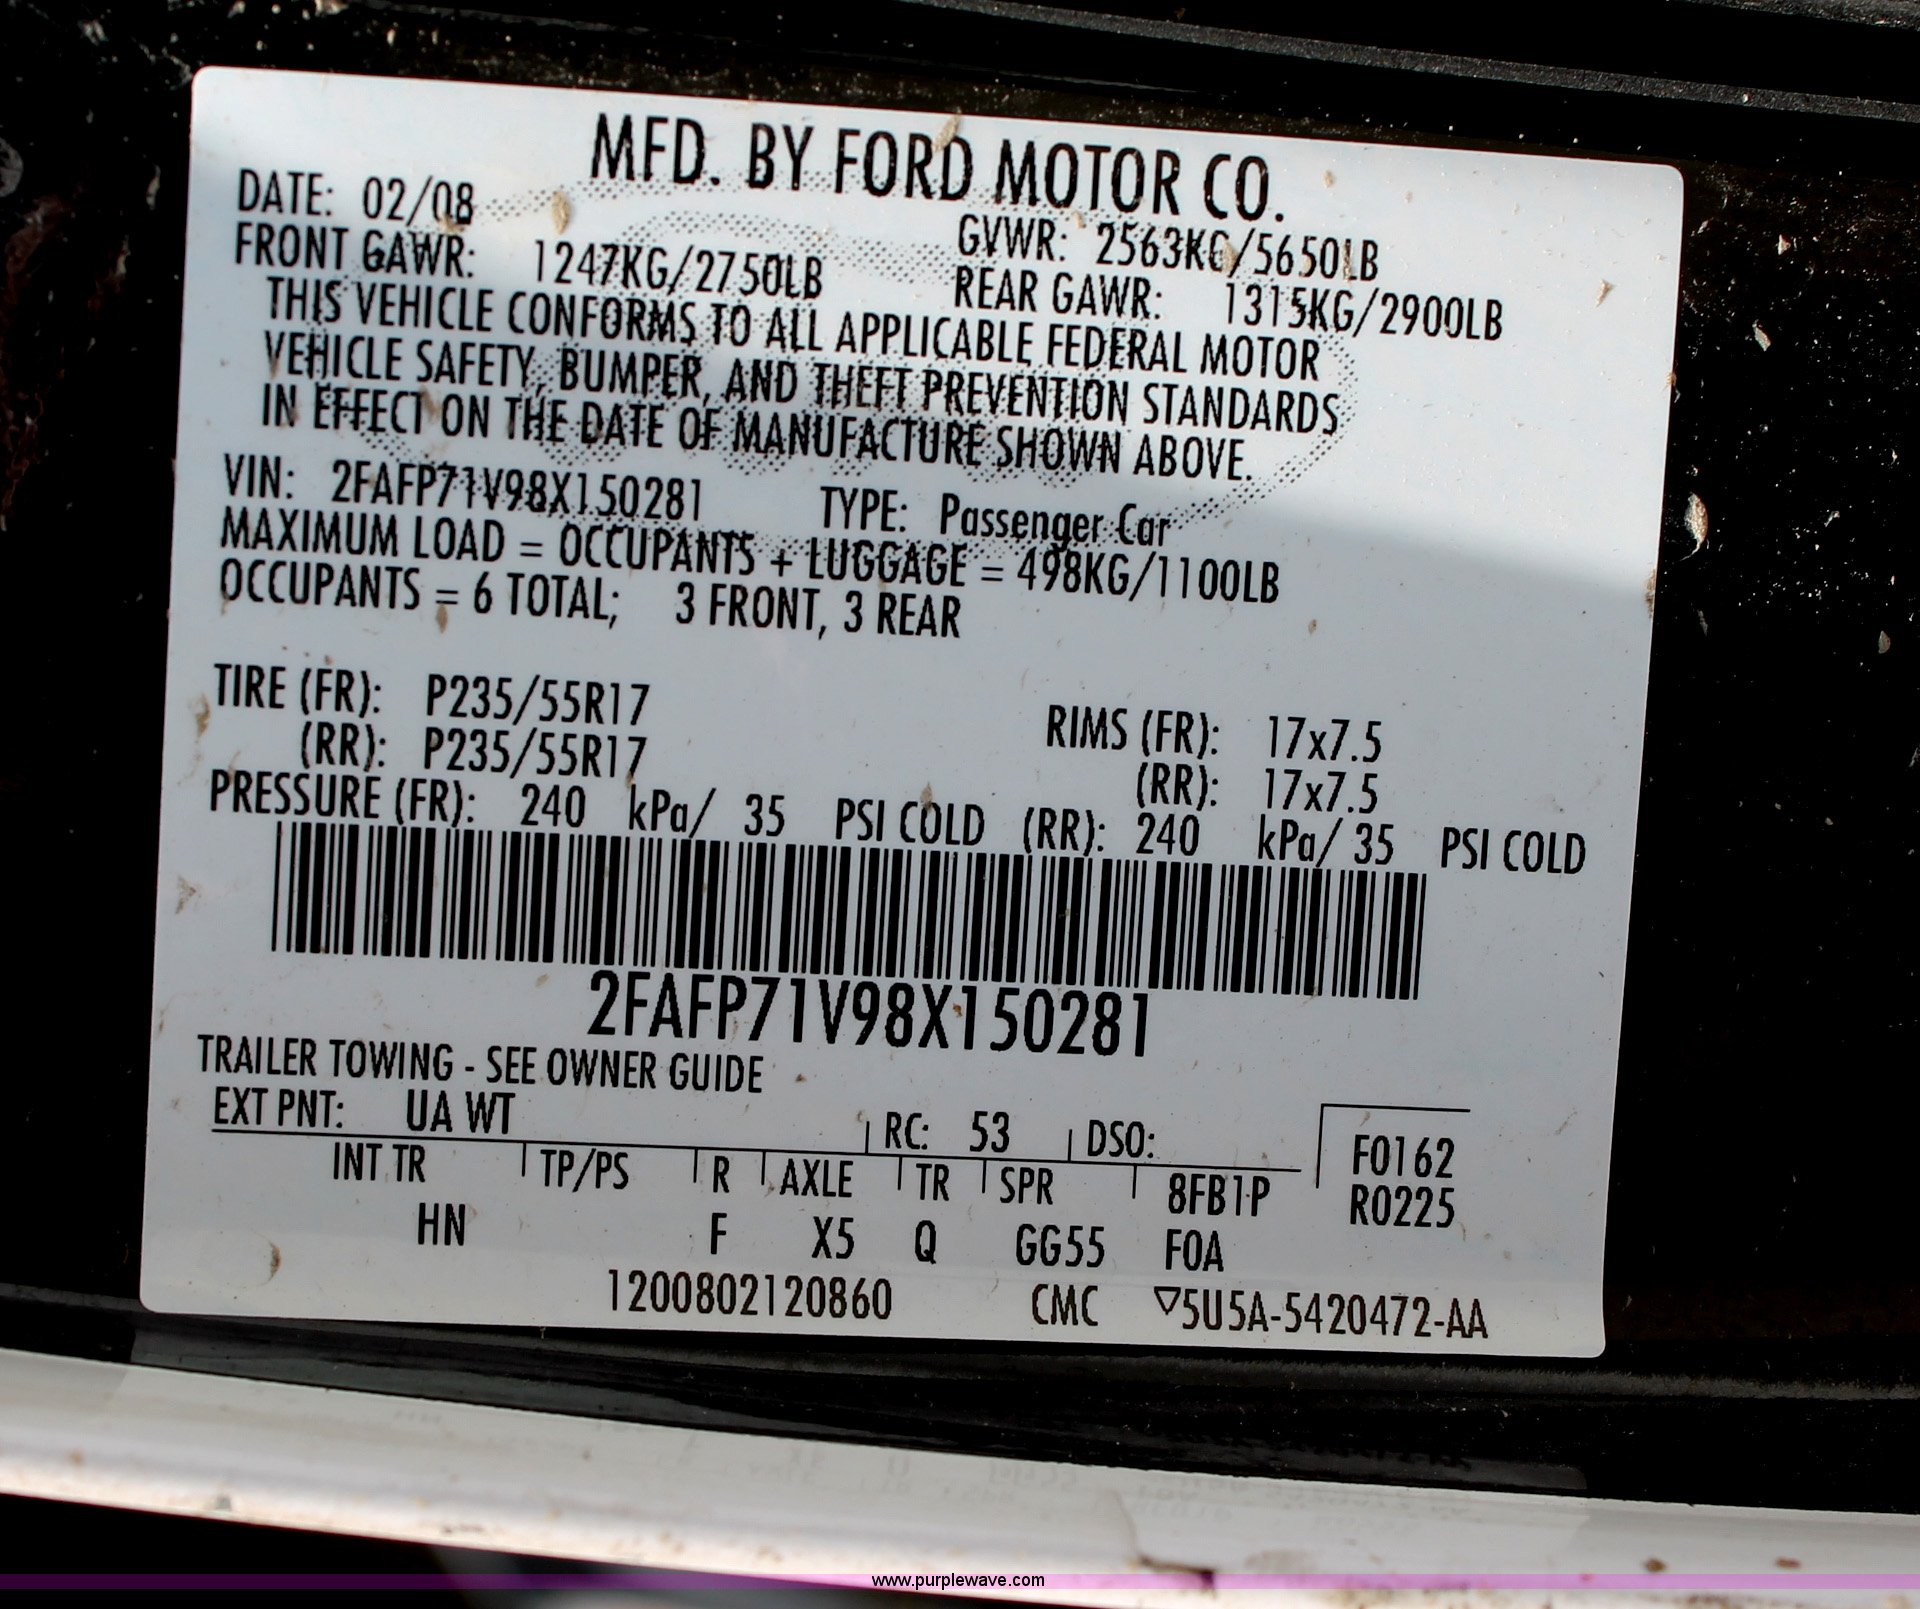 MFD. BY FORD MOTOR CO.
DATE: 02/08 GVWR: 2563KG/5650LB
FRONT GAWR: 1247KG/2750LB REAR GAWR: 1315KG/2900LB
THIS VEHICLE CONFORMS TO ALL APPLICABLE FEDERAL MOTOR
VEHICLE SAFETY, BUMPER, AND THEFT PREVENTION STANDARDS
IN EFFECT ON THE DATE OF MANUFACTURE SHOWN ABOVE.
VIN: 2FAFP71V98X150281 TYPE: Passenger Car
MAXIMUM LOAD = OCCUPANTS + LUGGAGE = 498KG/1100LB
OCCUPANTS = 6 TOTAL; 3 FRONT, 3 REAR
TIRE (FR): P235/55R17 RIMS (FR): 17x7.5
(RR): P235/55R17 (RR): 17x7.5
PRESSURE (FR): 240 kPa/ 35 PSI COLD (RR): 240 kPa/ 35 PSI COLD
2FAFP71V98X150281
TRAILER TOWING - SEE OWNER GUIDE
EXT PNT: UA WT RC: 53 DSO: F0162
INT TR TP/PS R AXLE TR SPR 8FB1P R0225
HN F X5 Q GG55 F0A
1200802120860 CMC ▽5U5A-5420472-AA
www.purplewave.com